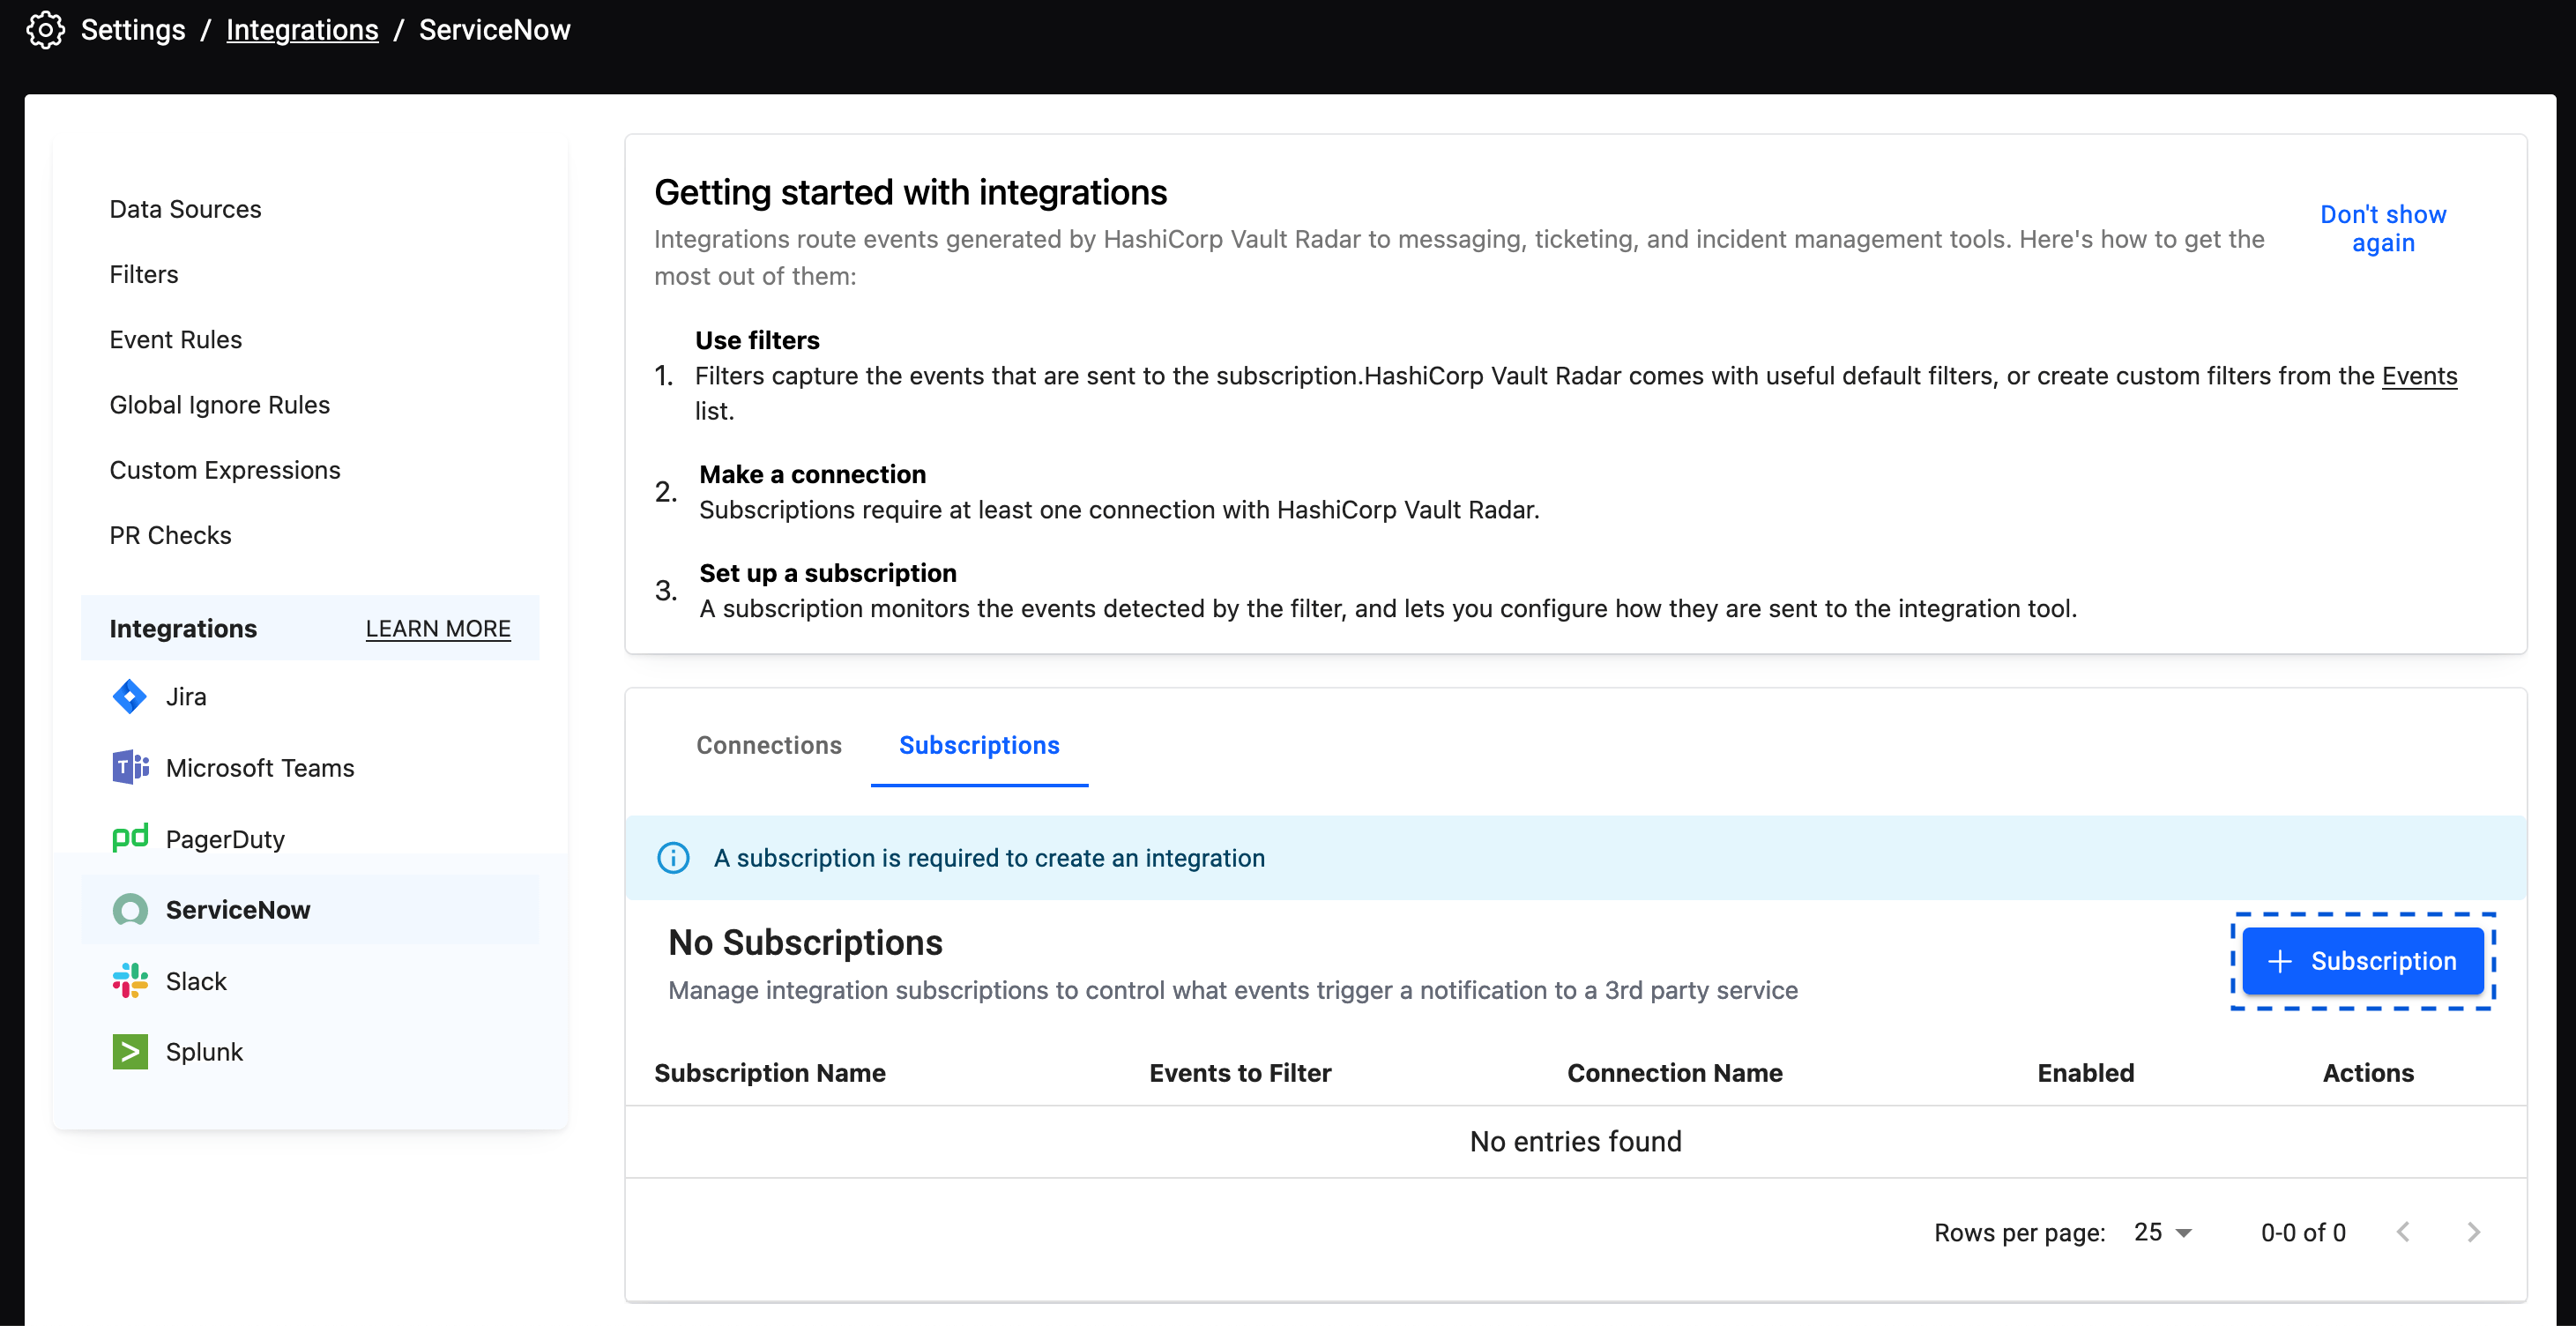 Settings / Integrations / ServiceNow
Data Sources
Filters
Event Rules
Global Ignore Rules
Custom Expressions
PR Checks
Integrations LEARN MORE
Jira
Microsoft Teams
PagerDuty
ServiceNow
Slack
Splunk
Getting started with integrations
Integrations route events generated by HashiCorp Vault Radar to messaging, ticketing, and incident management tools. Here's how to get the
most out of them:
Don't show
again
1. Use filters
Filters capture the events that are sent to the subscription.HashiCorp Vault Radar comes with useful default filters, or create custom filters from the Events
list.
2. Make a connection
Subscriptions require at least one connection with HashiCorp Vault Radar.
3. Set up a subscription
A subscription monitors the events detected by the filter, and lets you configure how they are sent to the integration tool.
Connections Subscriptions
A subscription is required to create an integration
No Subscriptions
Manage integration subscriptions to control what events trigger a notification to a 3rd party service
+ Subscription
Subscription Name Events to Filter Connection Name Enabled Actions
No entries found
Rows per page: 25 0-0 of 0